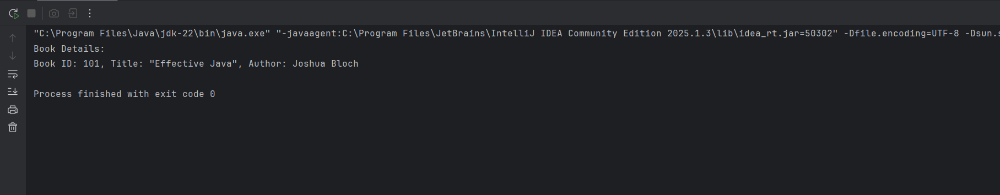 "C:\Program Files\Java\jdk-22\bin\java.exe" "-javaagent:C:\Program Files\JetBrains\IntelliJ IDEA Community Edition 2025.1.3\lib\idea_rt.jar=50302" -Dfile.encoding=UTF-8 -Dsun.s
Book Details:
Book ID: 101, Title: "Effective Java", Author: Joshua Bloch
Process finished with exit code 0